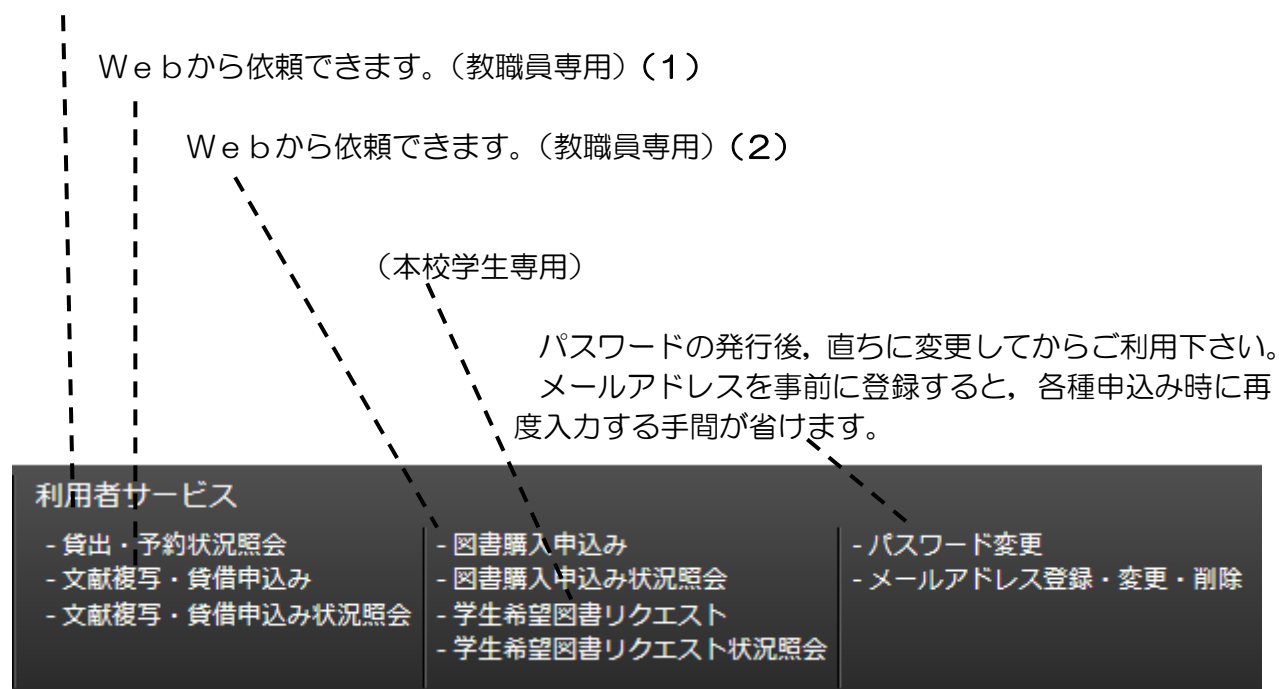 Ｗｅｂから依頼できます。（教職員専用）（１）
Ｗｅｂから依頼できます。（教職員専用）（２）
（本校学生専用）
パスワードの発行後，直ちに変更してからご利用下さい。
メールアドレスを事前に登録すると，各種申込み時に再
度入力する手間が省けます。
利用者サービス
- 貸出・予約状況照会
- 文献複写・貸借申込み
- 文献複写・貸借申込み状況照会
- 図書購入申込み
- 図書購入申込み状況照会
- 学生希望図書リクエスト
- 学生希望図書リクエスト状況照会
- パスワード変更
- メールアドレス登録・変更・削除